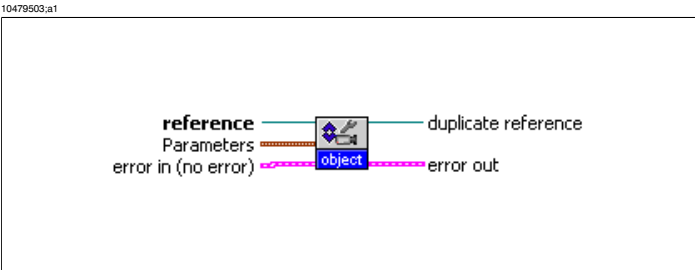 10479503;a1
reference
duplicate reference
Parameters
error in (no error)
object
error out